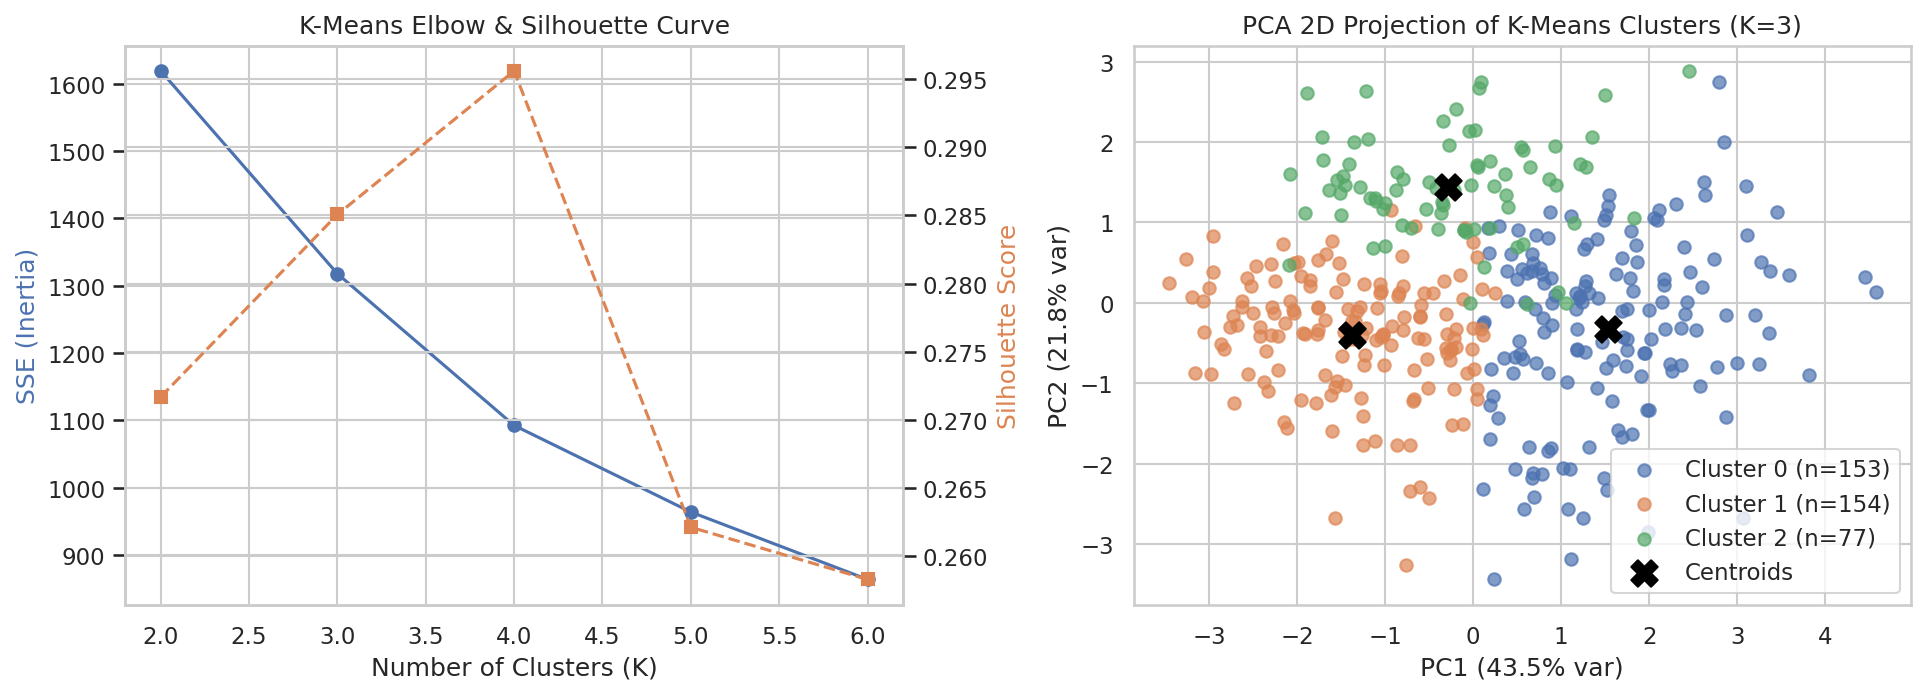 K-Means Elbow & Silhouette Curve
1600
1500
1400
1300
1200
1100
1000
900
SSE (Inertia)
0.295
0.290
0.285
0.280
0.275
0.270
0.265
0.260
Silhouette Score
2.0 2.5 3.0 3.5 4.0 4.5 5.0 5.5 6.0
Number of Clusters (K)
PCA 2D Projection of K-Means Clusters (K=3)
3
2
1
0
−1
−2
−3
PC2 (21.8% var)
Cluster 0 (n=153)
Cluster 1 (n=154)
Cluster 2 (n=77)
Centroids
−3 −2 −1 0 1 2 3 4
PC1 (43.5% var)